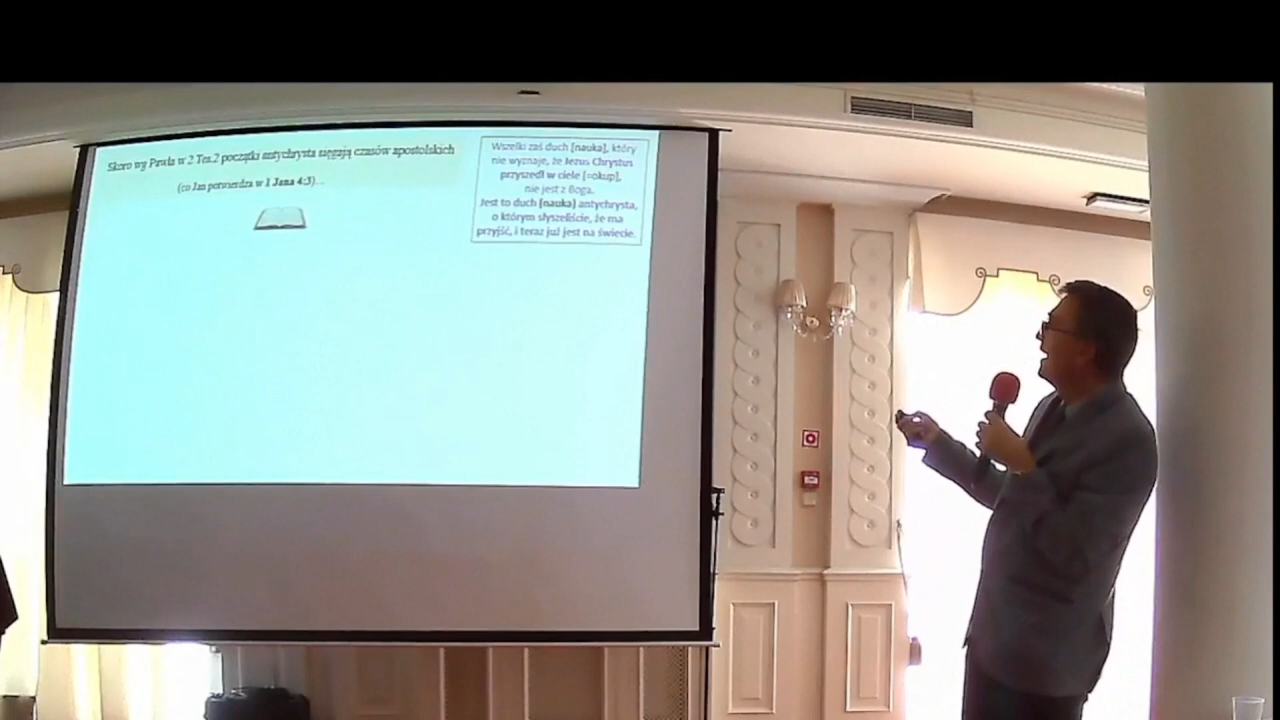 Skoro wg Pawła w 2 Tes.2 początki antychrysta sięgają czasów apostolskich
(co Jan potwierdza w 1 Jana 4:3)...
Wszelki zaś duch [nauka], który
nie wyznaje, że Jezus Chrystus
przyszedł w ciele [=okup],
nie jest z Boga.
Jest to duch [nauka] antychrysta,
o którym słyszeliście, że ma
przyjść, i teraz już jest na świecie.